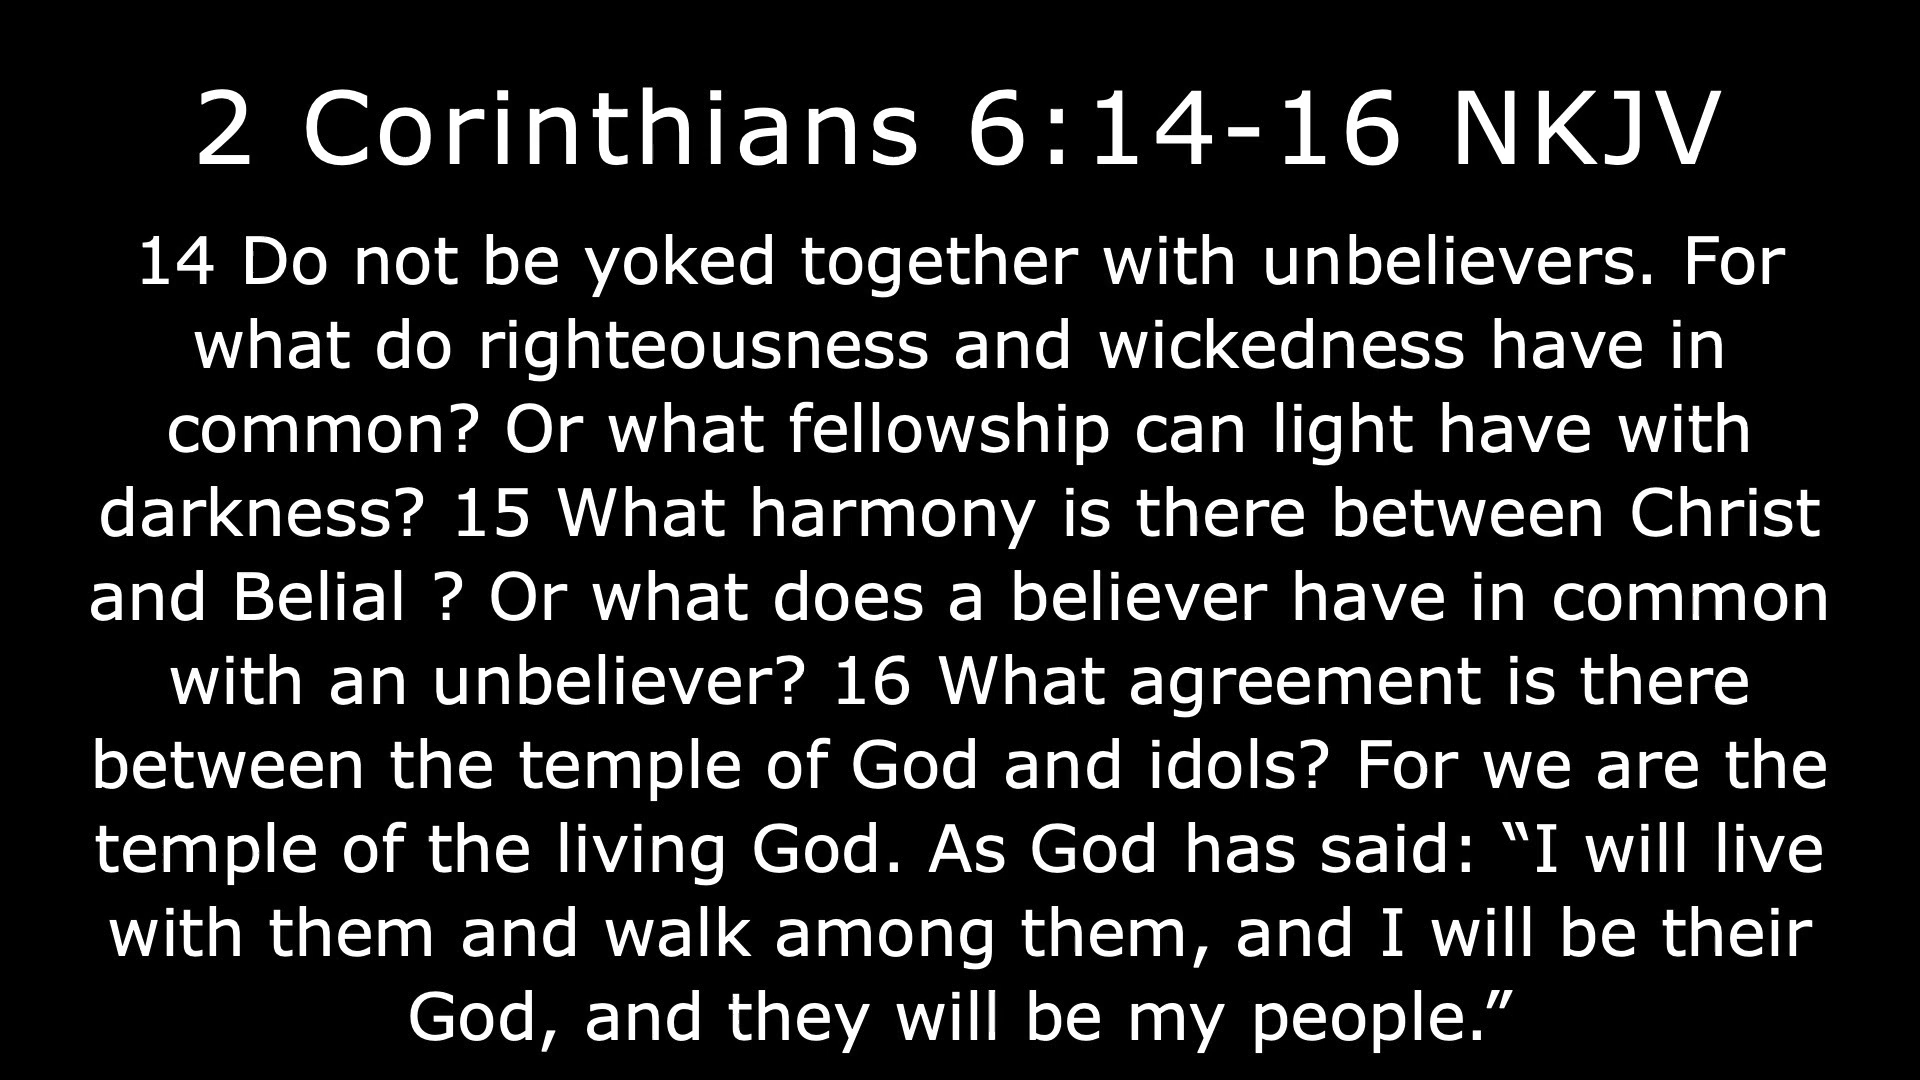 2 Corinthians 6:14-16 NKJV
14 Do not be yoked together with unbelievers. For
what do righteousness and wickedness have in
common? Or what fellowship can light have with
darkness? 15 What harmony is there between Christ
and Belial ? Or what does a believer have in common
with an unbeliever? 16 What agreement is there
between the temple of God and idols? For we are the
temple of the living God. As God has said: “I will live
with them and walk among them, and I will be their
God, and they will be my people.”